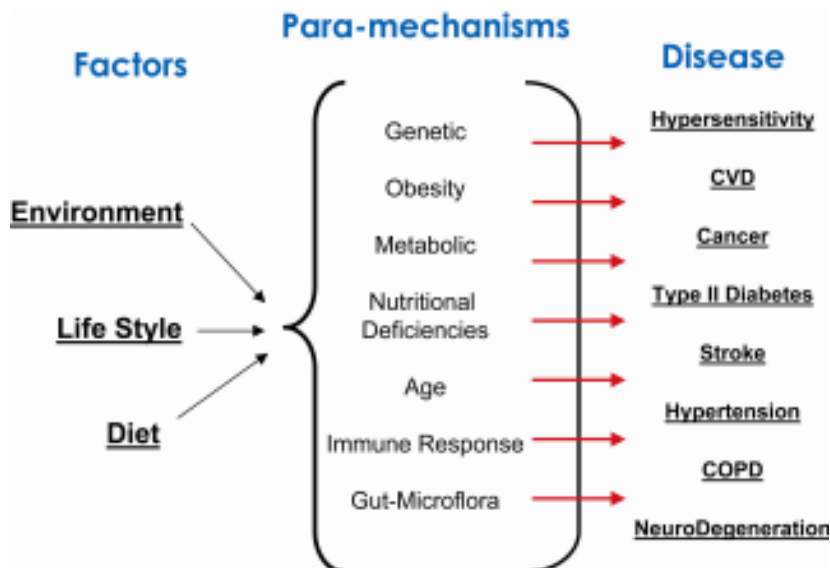 Para-mechanisms
Factors
Disease
Environment
Life Style
Diet
Genetic
Obesity
Metabolic
Nutritional
Deficiencies
Age
Immune Response
Gut-Microflora
Hypersensitivity
CVD
Cancer
Type II Diabetes
Stroke
Hypertension
COPD
NeuroDegeneration